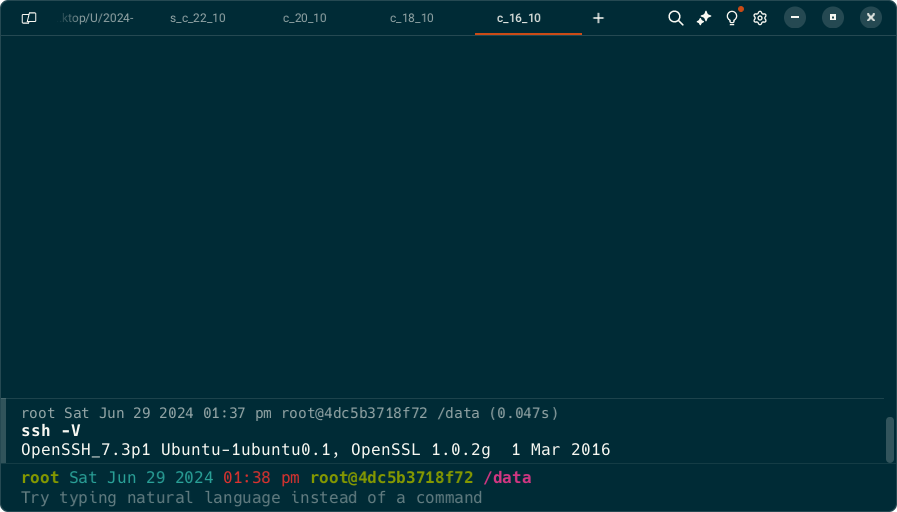 ktop/U/2024- s_c_22_10 c_20_10 c_18_10 c_16_10
root Sat Jun 29 2024 01:37 pm root@4dc5b3718f72 /data (0.047s)
ssh -V
OpenSSH_7.3p1 Ubuntu-1ubuntu0.1, OpenSSL 1.0.2g  1 Mar 2016
root Sat Jun 29 2024 01:38 pm root@4dc5b3718f72 /data
Try typing natural language instead of a command